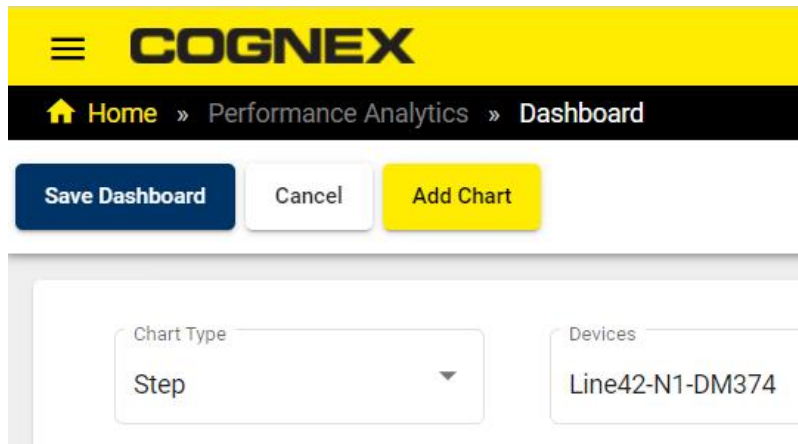 COGNEX
Home » Performance Analytics » Dashboard
Save Dashboard Cancel Add Chart
Chart Type Devices
Step Line42-N1-DM374